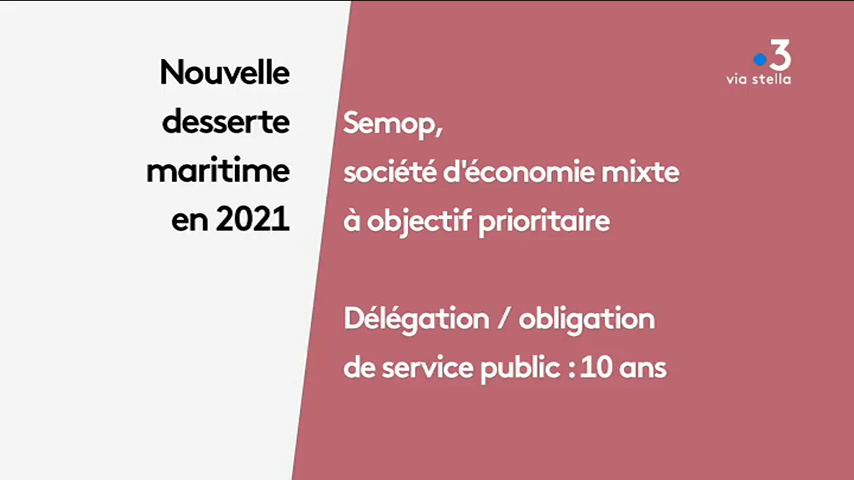 Nouvelle
desserte
maritime
en 2021
3
via stella
Semop,
société d'économie mixte
à objectif prioritaire
Délégation / obligation
de service public : 10 ans